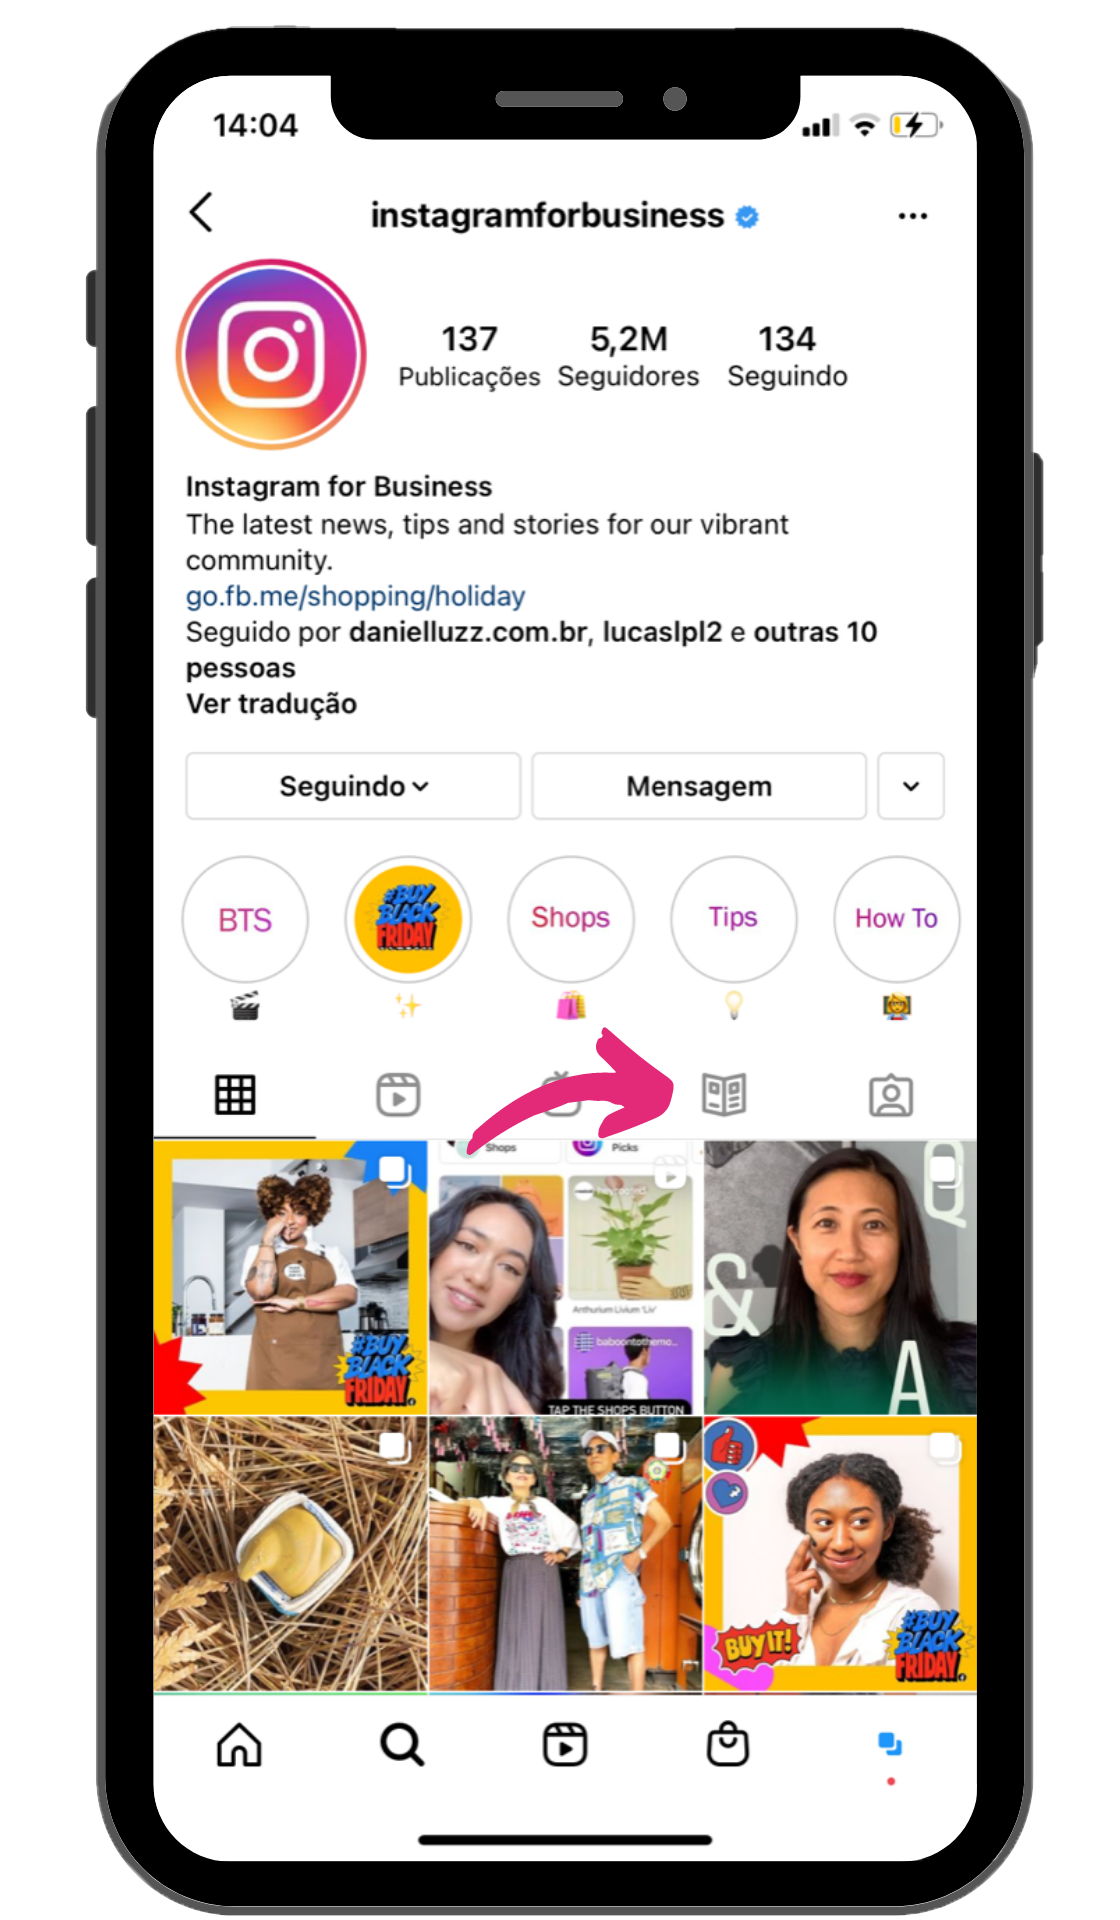 14:04
instagramforbusiness
137
5,2M
134
Publicações
Seguidores
Seguindo
Instagram for Business
The latest news, tips and stories for our vibrant
community.
go.fb.me/shopping/holiday
Seguido por danielluzz.com.br, lucaslpl2 e outras 10
pessoas
Ver tradução
Seguindo
Mensagem
BTS
#BUY
BLACK
FRIDAY
Shops
Tips
How To
Shops
Picks
Q
&
A
Anthurium Livium 'Liv'
baboontothemo...
TAP THE SHOPS BUTTON
#BUY
BLACK
FRIDAY
BUY IT!
#BUY
BLACK
FRIDAY